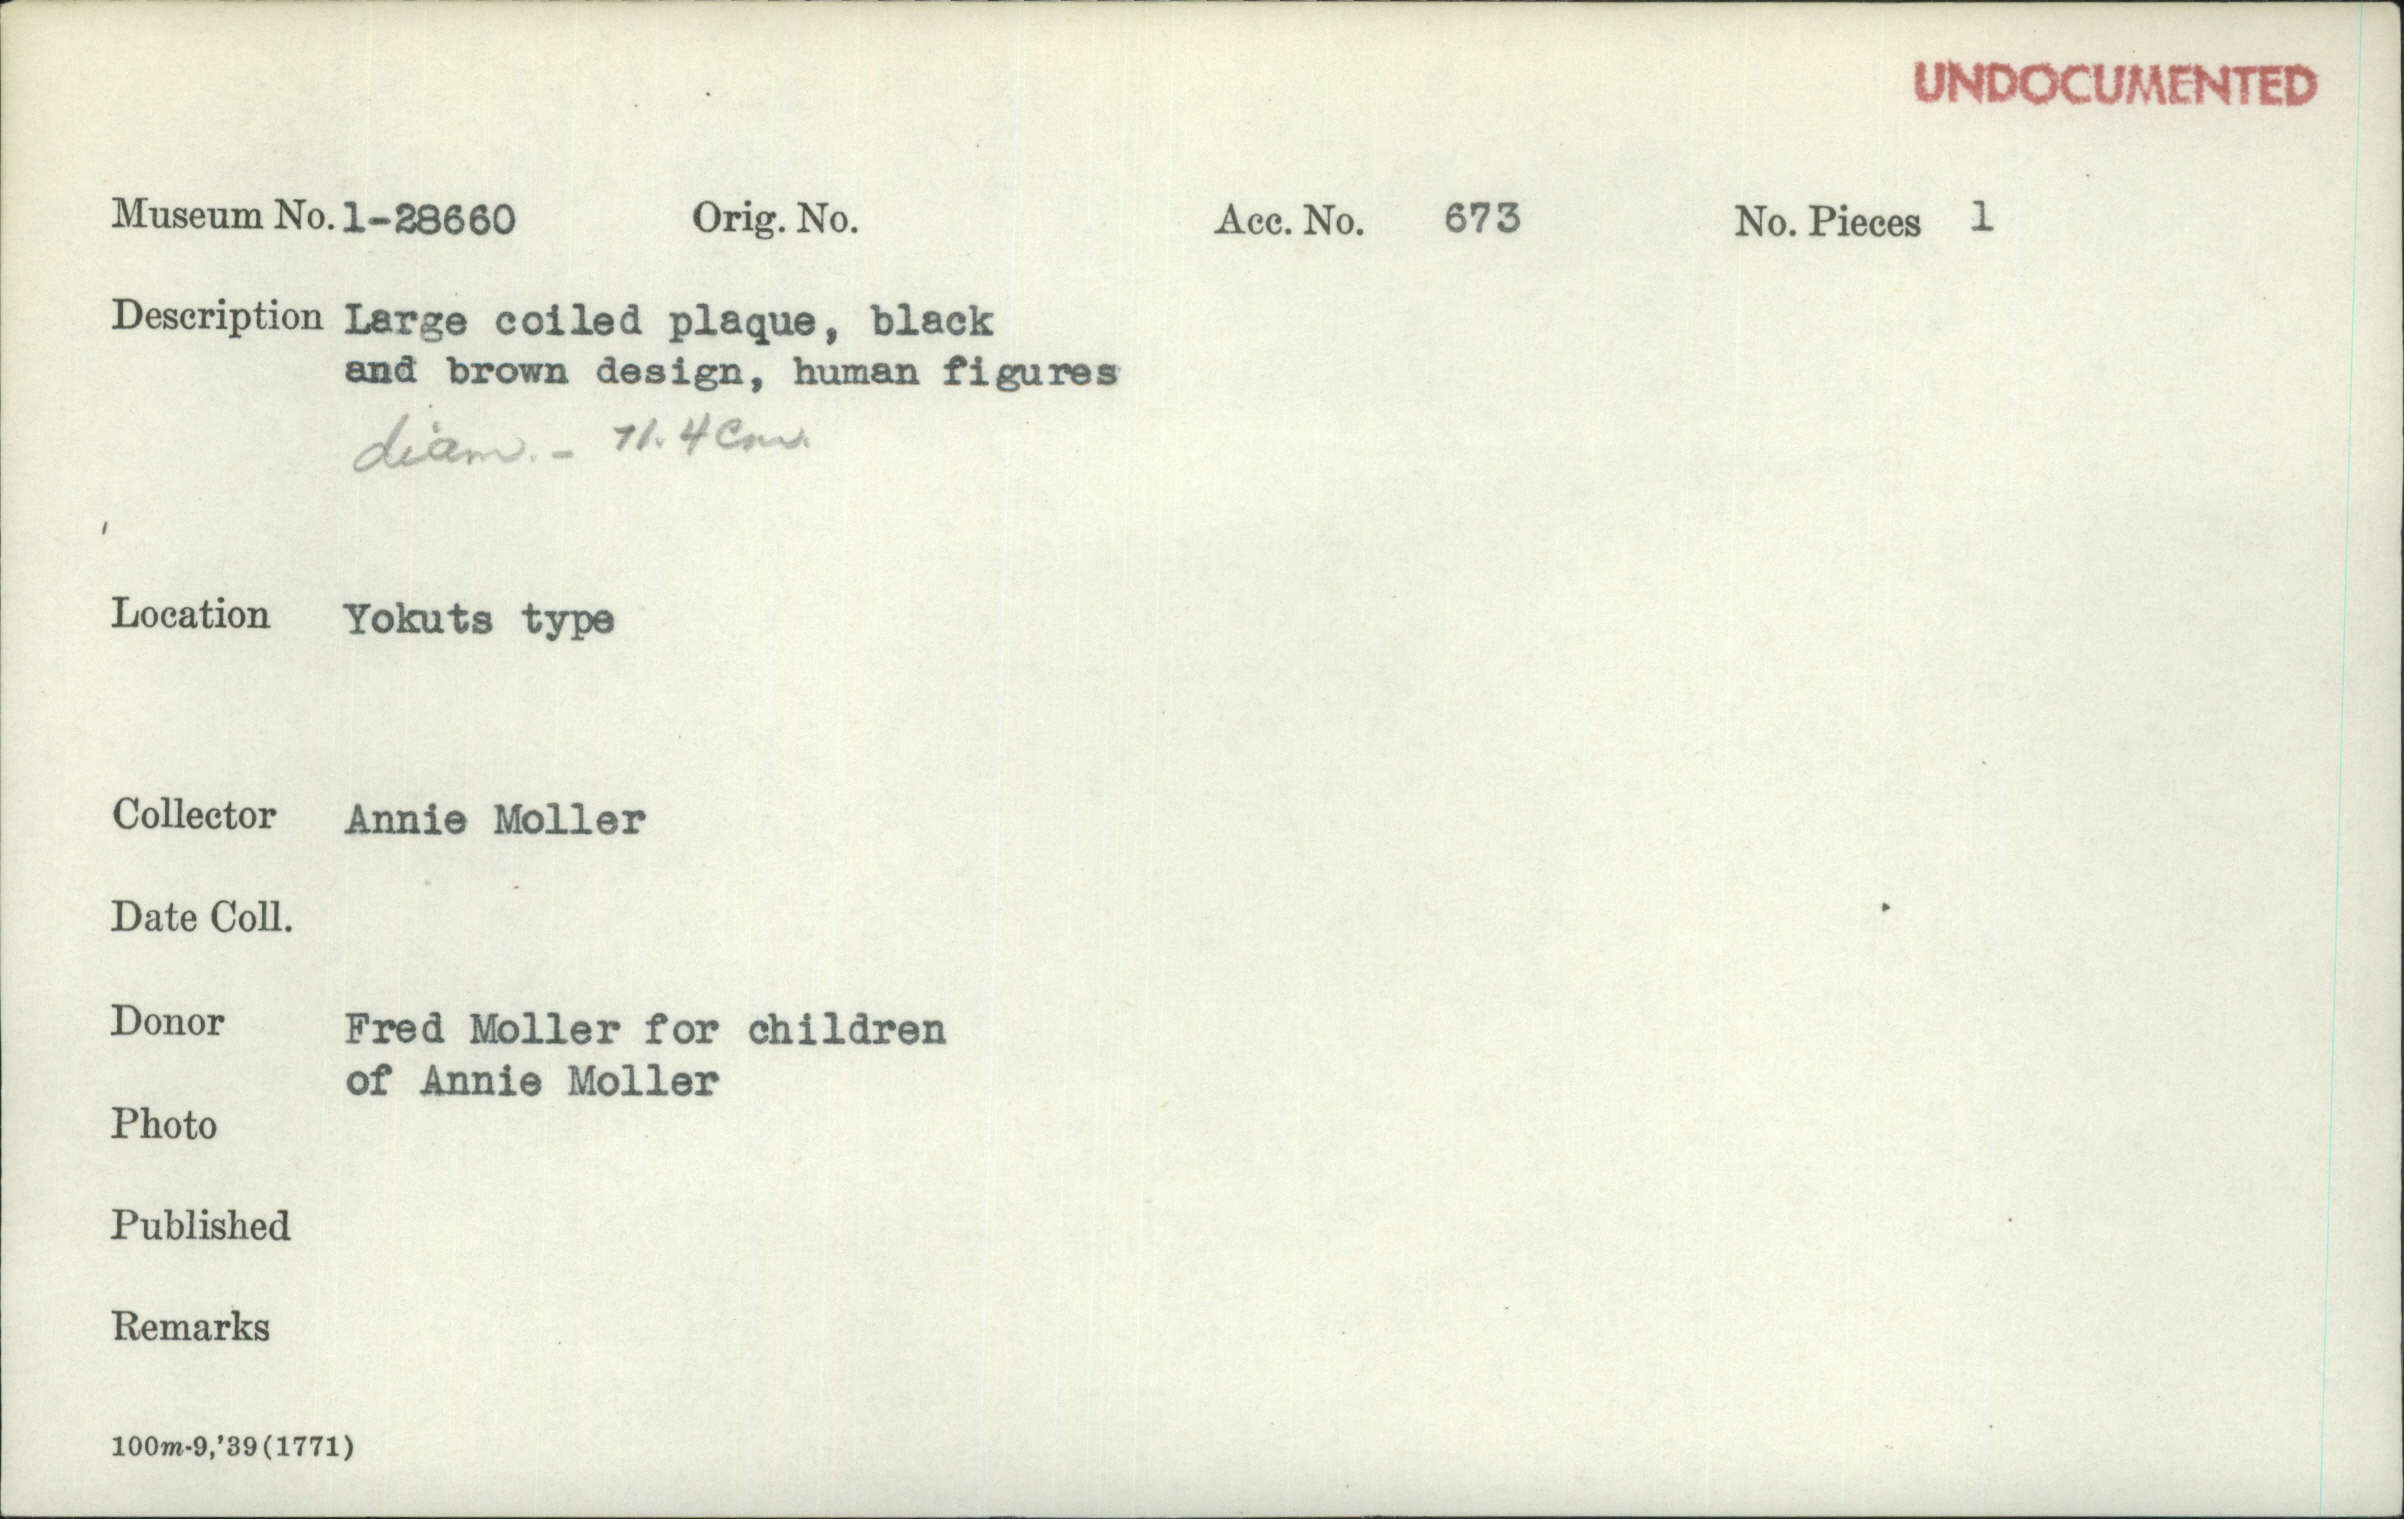 UNDOCUMENTED
Museum No. 1-28660 Orig. No. Acc. No. 673 No. Pieces 1
Description Large coiled plaque, black
and brown design, human figures
diam. - 71.4 cm.
Location Yokuts type
Collector Annie Moller
Date Coll.
Donor Fred Moller for children
of Annie Moller
Photo
Published
Remarks
100m-9,'39(1771)